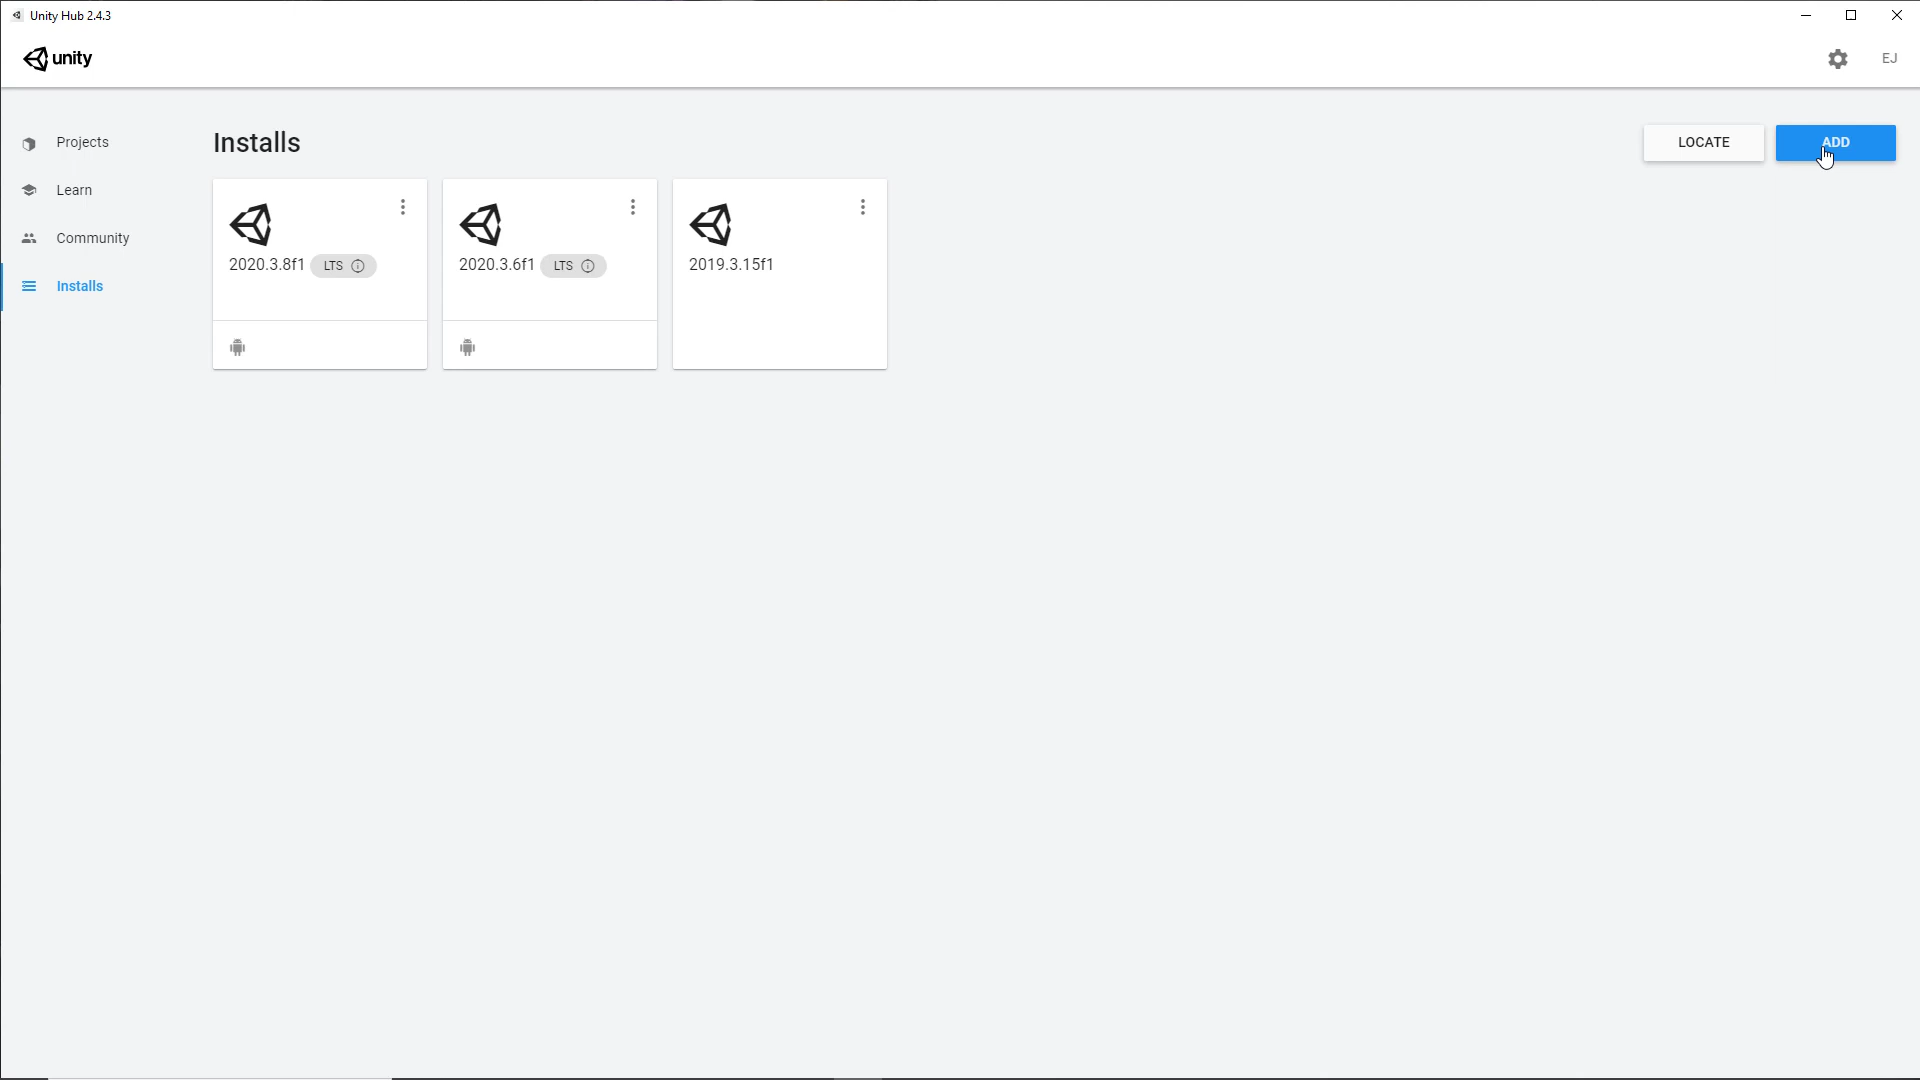 Unity Hub 2.4.3
unity
EJ
Projects
Learn
Community
Installs
Installs
LOCATE
ADD
2020.3.8f1 LTS
2020.3.6f1 LTS
2019.3.15f1